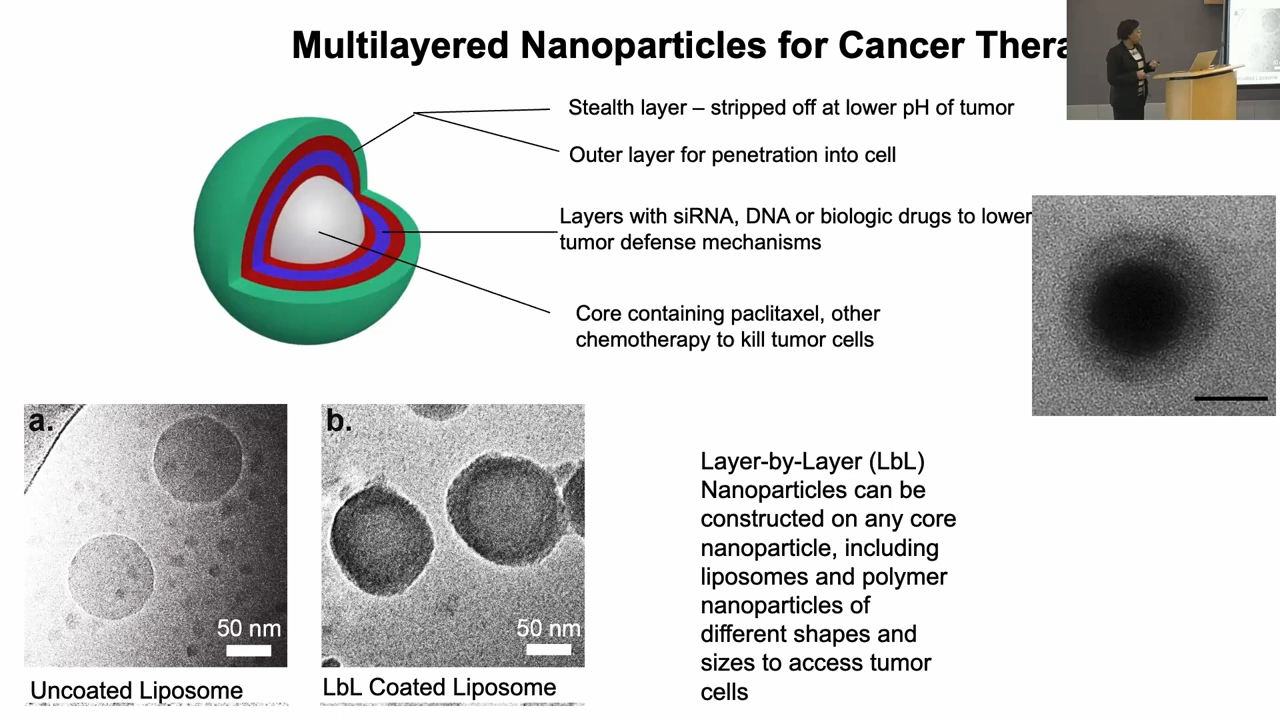 Multilayered Nanoparticles for Cancer Thera
Stealth layer – stripped off at lower pH of tumor
Outer layer for penetration into cell
Layers with siRNA, DNA or biologic drugs to lower
tumor defense mechanisms
Core containing paclitaxel, other
chemotherapy to kill tumor cells
a.
50 nm
Uncoated Liposome
b.
50 nm
LbL Coated Liposome
Layer-by-Layer (LbL)
Nanoparticles can be
constructed on any core
nanoparticle, including
liposomes and polymer
nanoparticles of
different shapes and
sizes to access tumor
cells